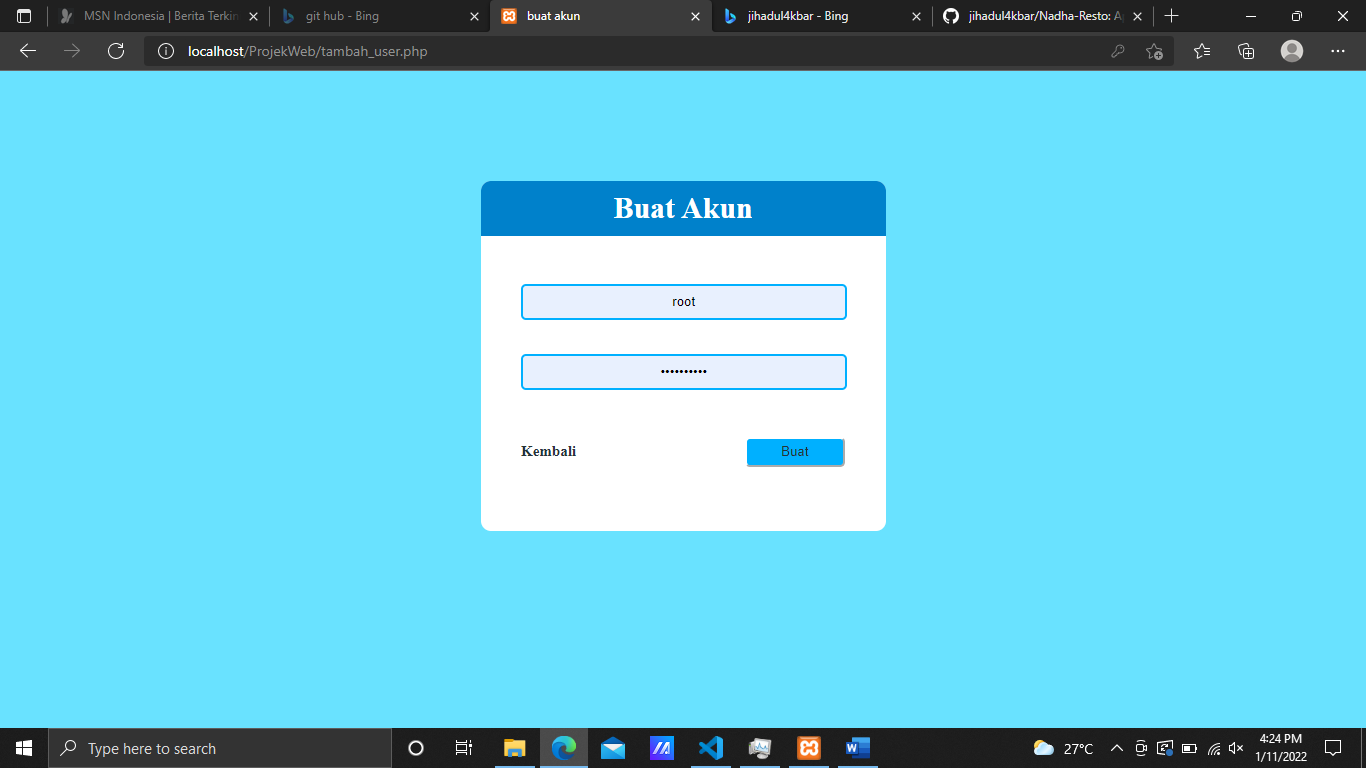 MSN Indonesia | Berita Terkin
git hub - Bing
buat akun
jihadul4kbar - Bing
jihadul4kbar/Nadha-Resto: A
localhost/ProjekWeb/tambah_user.php
Buat Akun
root
••••••••••
Kembali
Buat
Type here to search
27°C
4:24 PM
1/11/2022